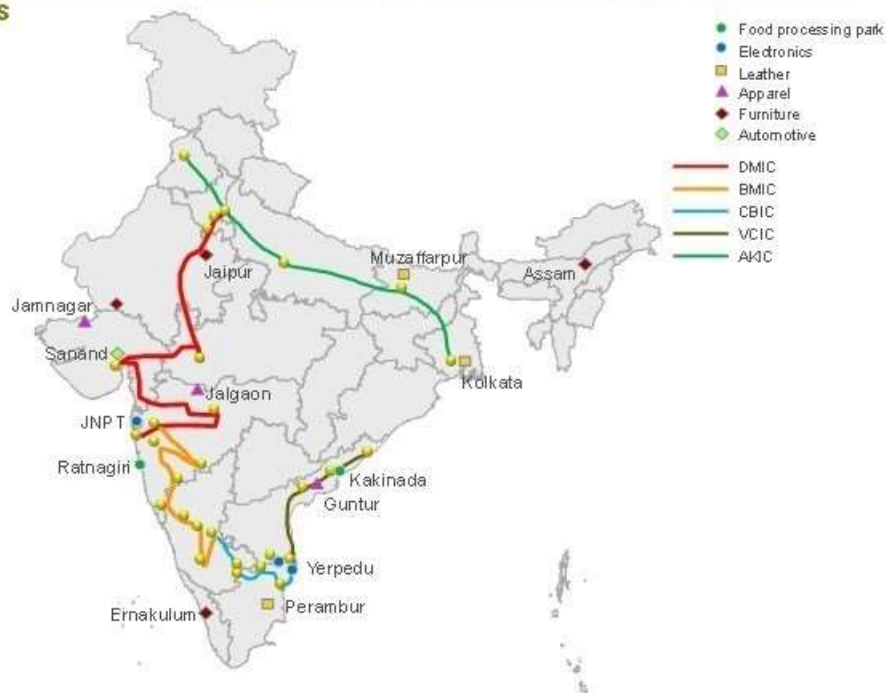 s
Food processing park
Electronics
Leather
Apparel
Furniture
Automotive
DMIC
BMIC
CBIC
VCIC
AKIC
Muzaffarpur
Assam
Jaipur
Jamnagar
Sanand
Kolkata
Jalgaon
JNPT
Ratnagiri
Kakinada
Guntur
Yerpedu
Perambur
Ernakulum